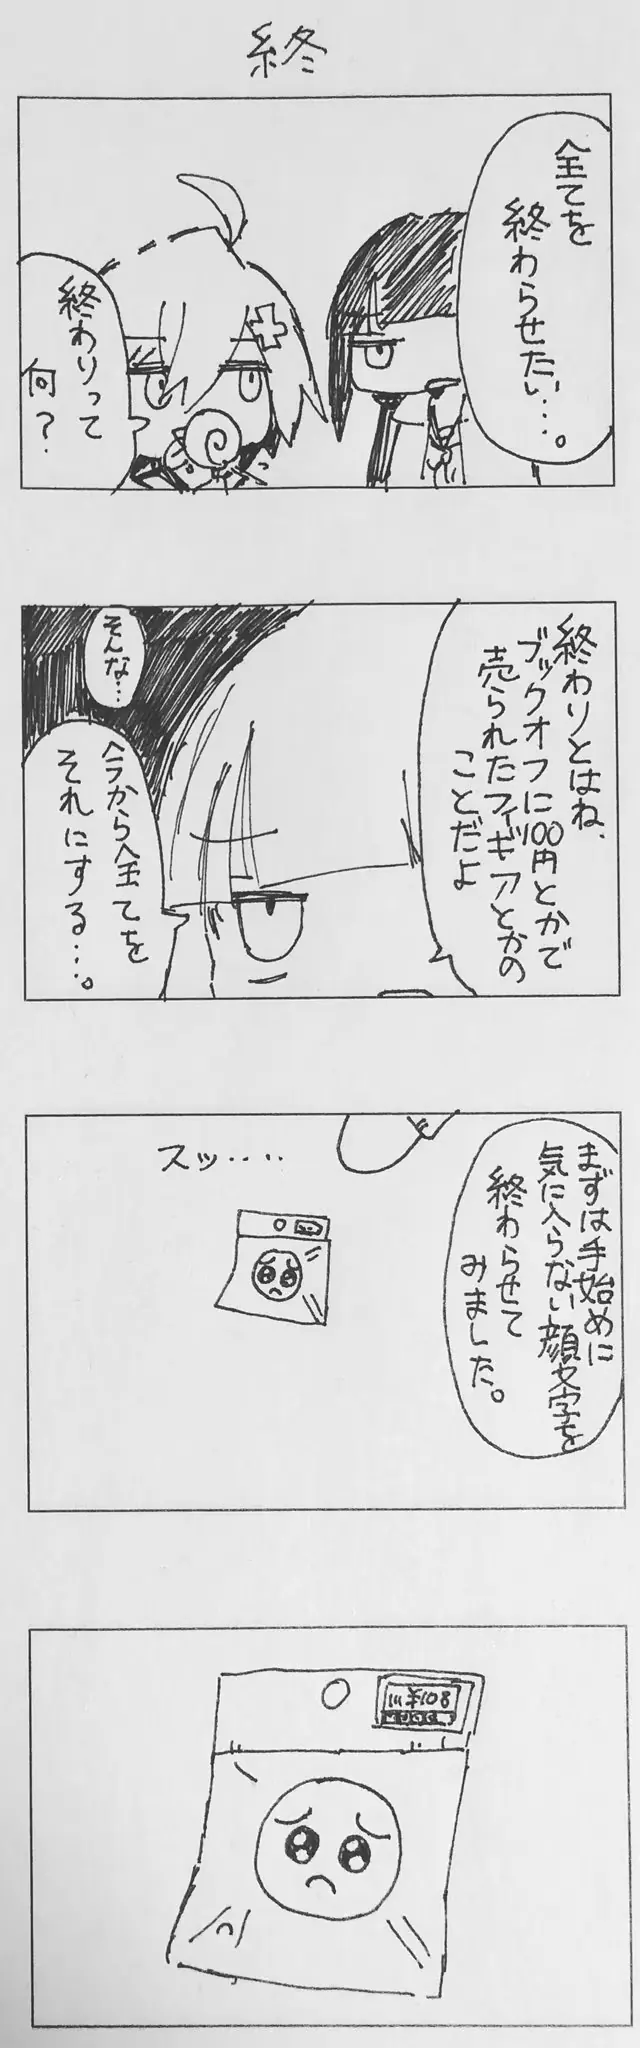 終
全てを
終わらせたい…。
終わりって
何?
終わりとはね、
ブックオフに100円とかで
売られたフィギアとかの
ことだよ
そんな…
今から全てを
それにする…。
まずは手始めに
気に入らない顔文字を
終わらせて
みました。
スッ‥‥
¥108